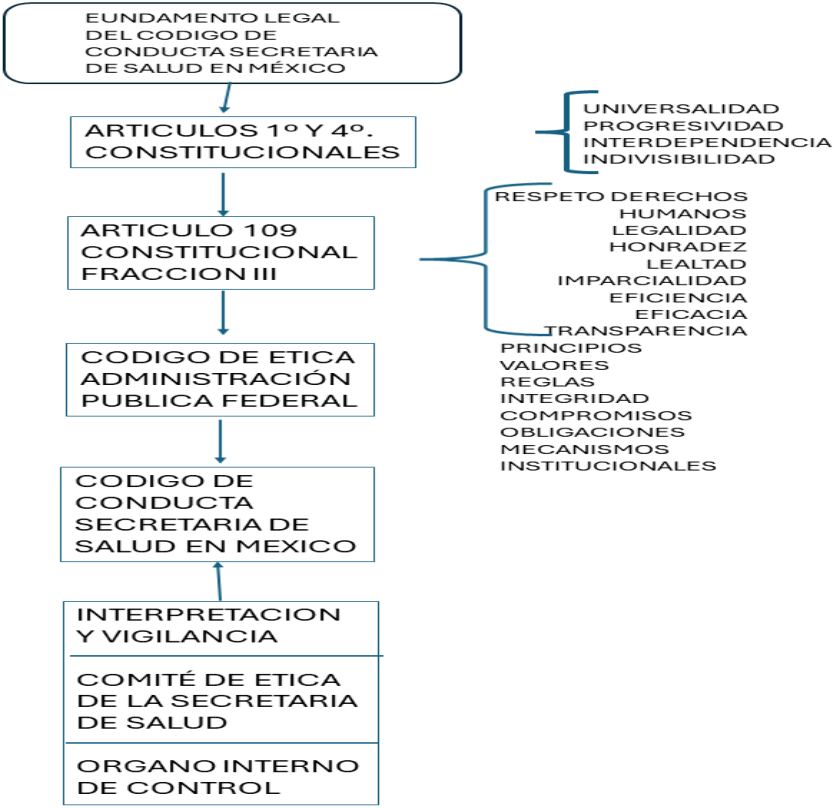 EUNDAMENTO LEGAL
DEL CODIGO DE
CONDUCTA SECRETARIA
DE SALUD EN MÉXICO
ARTICULOS 1º Y 4º.
CONSTITUCIONALES
UNIVERSALIDAD
PROGRESIVIDAD
INTERDEPENDENCIA
INDIVISIBILIDAD
ARTICULO 109
CONSTITUCIONAL
FRACCION III
RESPETO DERECHOS
HUMANOS
LEGALIDAD
HONRADEZ
LEALTAD
IMPARCIALIDAD
EFICIENCIA
EFICACIA
TRANSPARENCIA
CODIGO DE ETICA
ADMINISTRACIÓN
PUBLICA FEDERAL
PRINCIPIOS
VALORES
REGLAS
INTEGRIDAD
COMPROMISOS
OBLIGACIONES
MECANISMOS
INSTITUCIONALES
CODIGO DE
CONDUCTA
SECRETARIA DE
SALUD EN MEXICO
INTERPRETACION
Y VIGILANCIA
COMITÉ DE ETICA
DE LA SECRETARIA
DE SALUD
ORGANO INTERNO
DE CONTROL